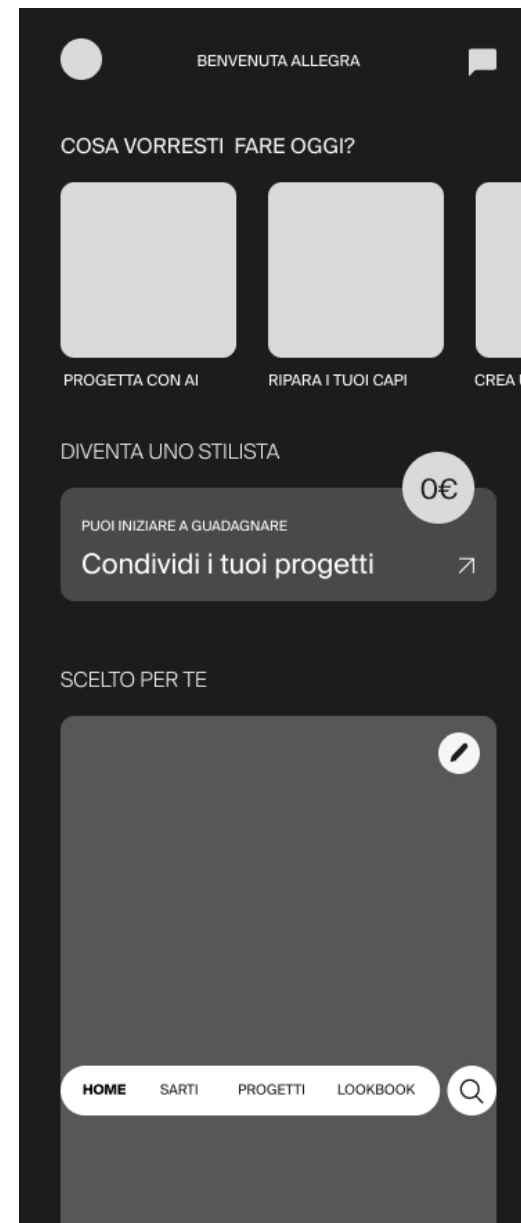 BENVENUTA ALLEGRA
COSA VORRESTI  FARE OGGI?
PROGETTA CON AI
RIPARA I TUOI CAPI
CREA
DIVENTA UNO STILISTA
0€
PUOI INIZIARE A GUADAGNARE
Condividi i tuoi progetti
SCELTO PER TE
HOME
SARTI
PROGETTI
LOOKBOOK